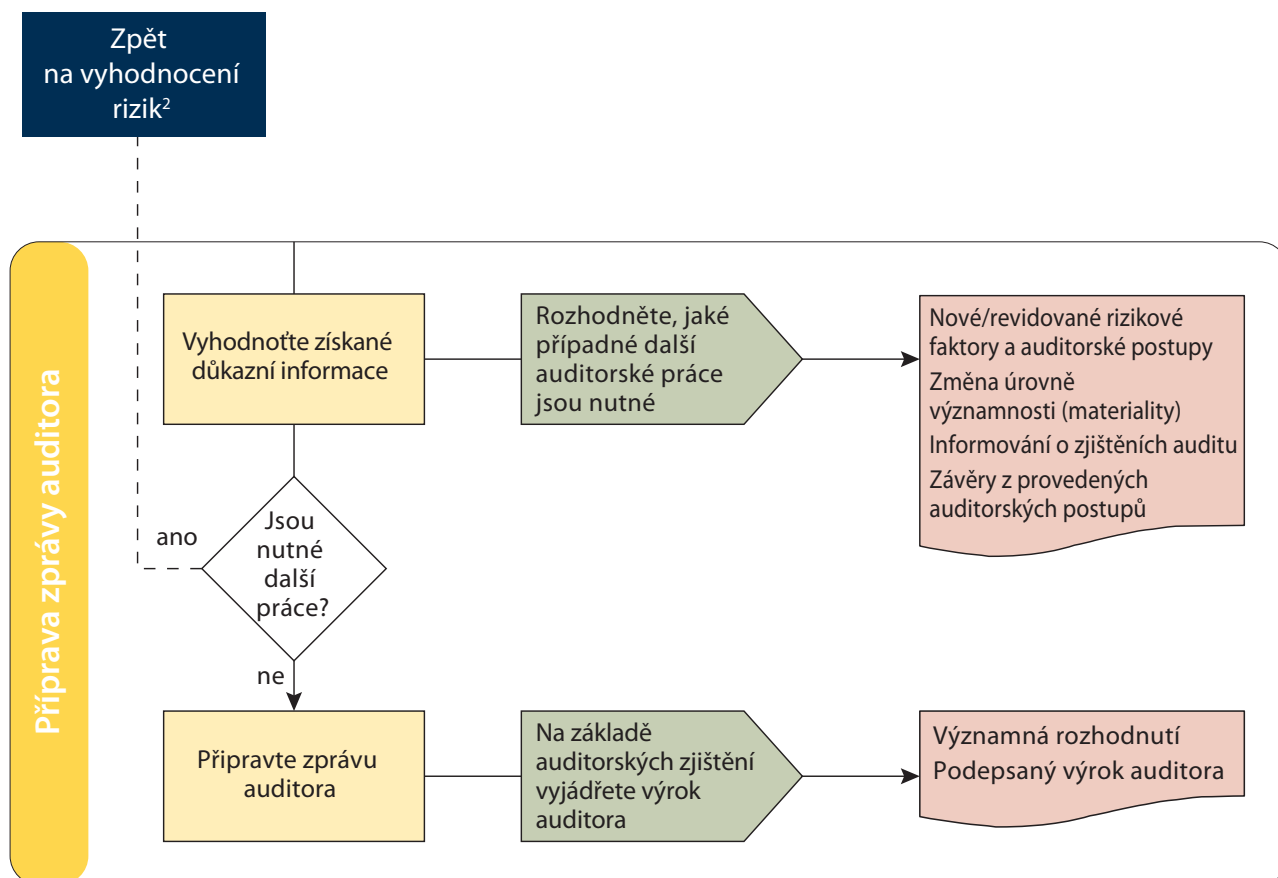 Zpět
na vyhodnocení
rizik²
Příprava zprávy auditora
Vyhodnoťte získané
důkazní informace
Rozhodněte, jaké
případné další
auditorské práce
jsou nutné
Nové/revidované rizikové
faktory a auditorské postupy
Změna úrovně
významnosti (materiality)
Informování o zjištěních auditu
Závěry z provedených
auditorských postupů
ano
Jsou
nutné
další
práce?
ne
Připravte zprávu
auditora
Na základě
auditorských zjištění
vyjádřete výrok
auditora
Významná rozhodnutí
Podepsaný výrok auditora